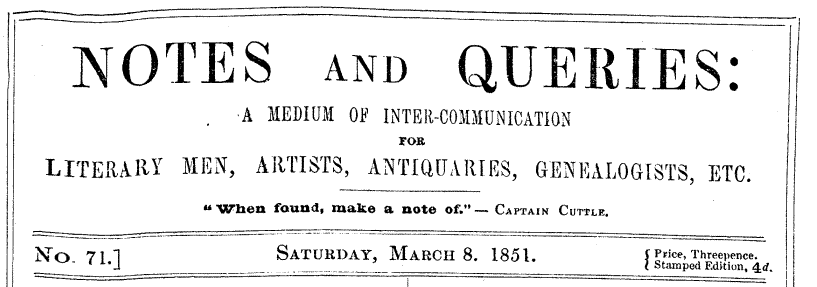 NOTES AND QUERIES:
A MEDIUM OF INTER-COMMUNICATION
FOR
LITERARY MEN, ARTISTS, ANTIQUARIES, GENEALOGISTS, ETC.
"When found, make a note of."— CAPTAIN CUTTLE.
No. 71.] SATURDAY, MARCH 8. 1851. { Price, Threepence.
{ Stamped Edition, 4d.